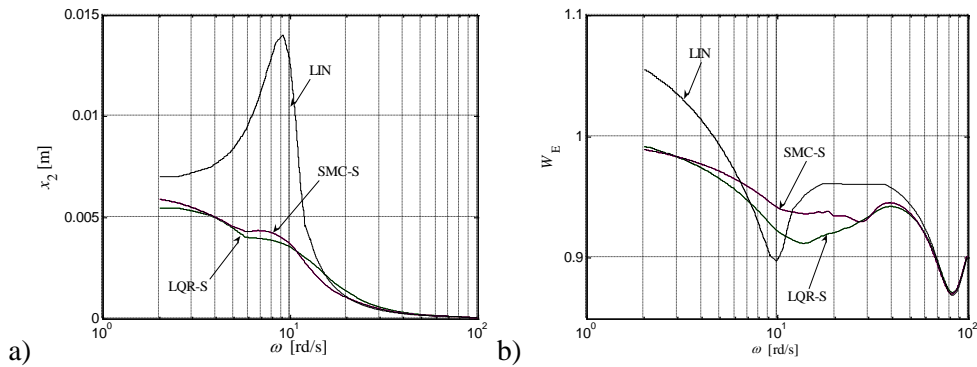 0.015
0.01
0.005
0
x2 [m]
LIN
SMC-S
LQR-S
10^0
10^1
10^2
ω [rd/s]
a)
1.1
1
0.9
W_E
LIN
SMC-S
LQR-S
10^0
10^1
10^2
ω [rd/s]
b)